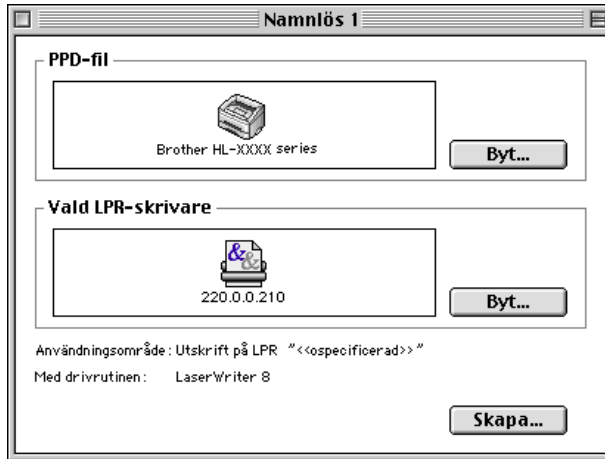 Namnlös 1
PPD-fil
Brother HL-XXXX series
Byt...
Vald LPR-skrivare
220.0.0.210
Byt...
Användningsområde: Utskrift på LPR "<<ospecificerad>>"
Med drivrutinen: LaserWriter 8
Skapa...